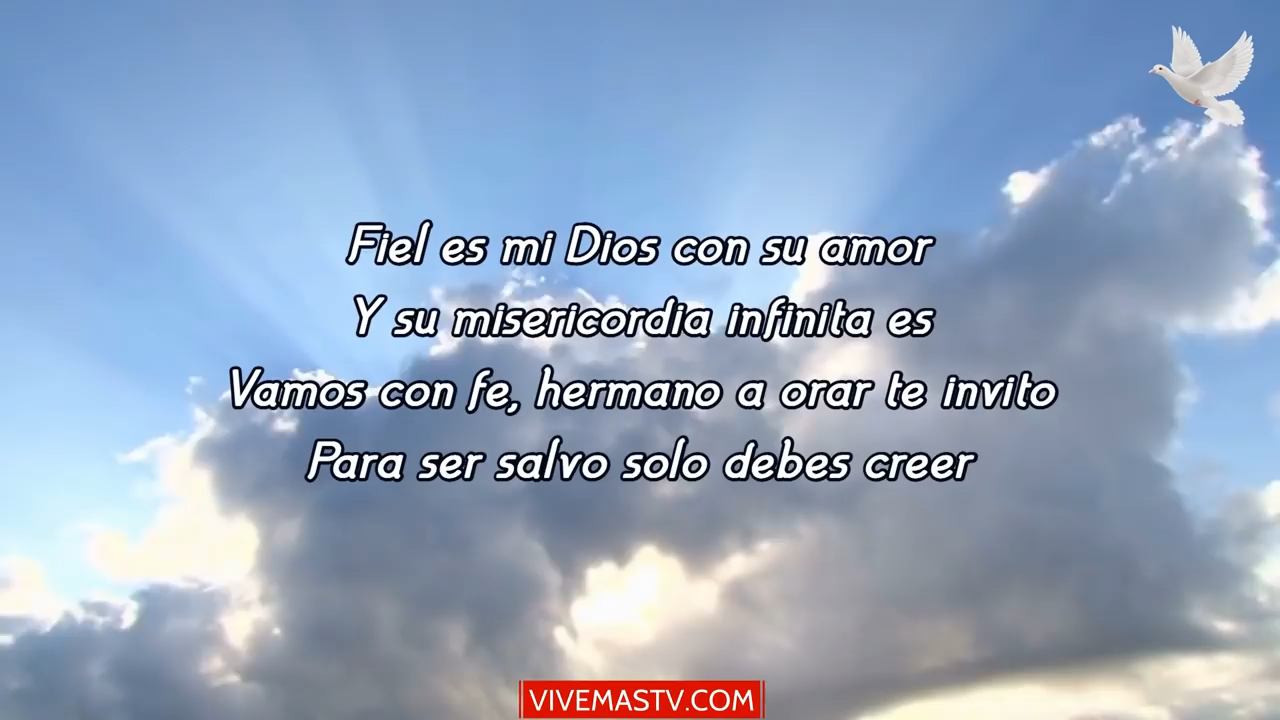 Fiel es mi Dios con su amor
Y su misericordia infinita es
Vamos con fe, hermano a orar te invito
Para ser salvo solo debes creer
VIVEMASTV.COM